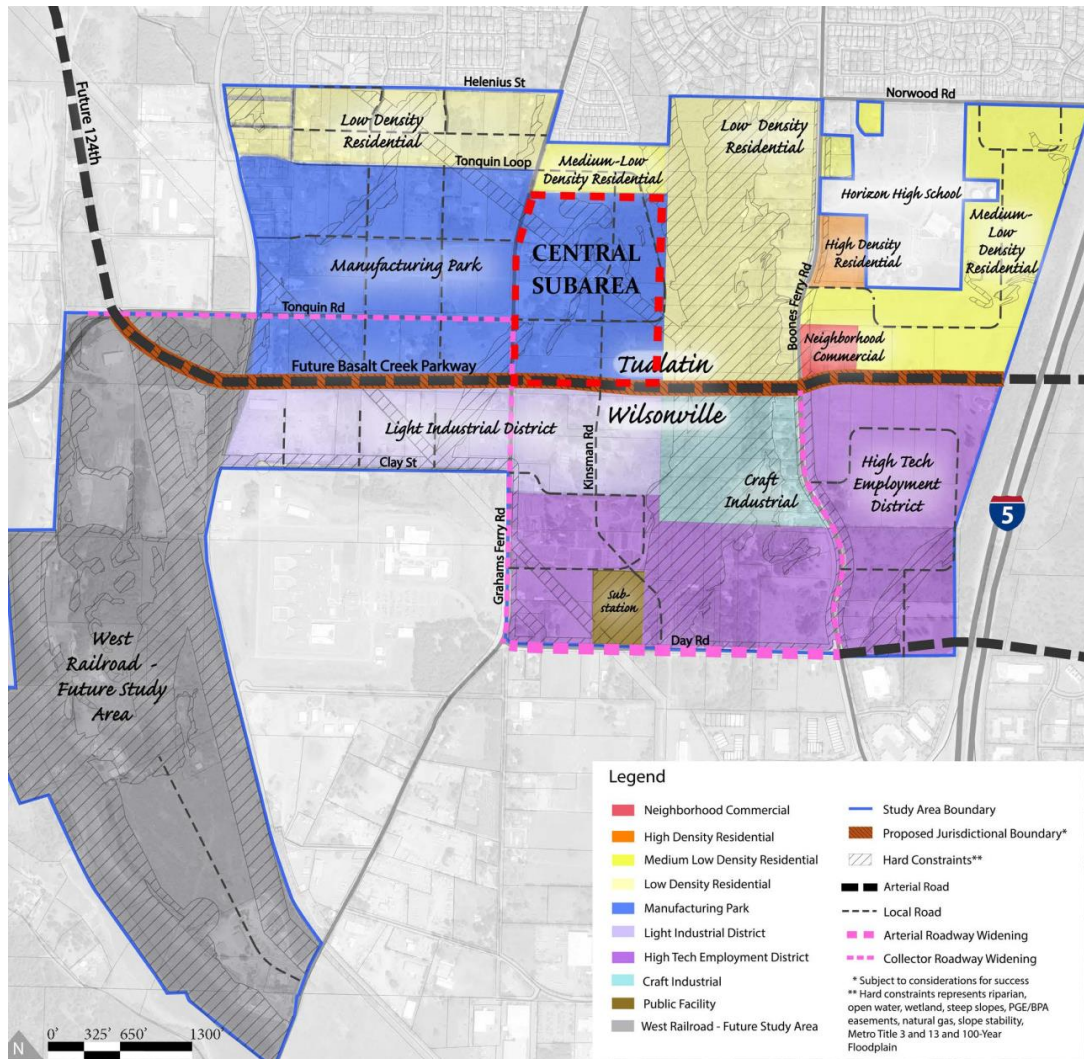 Helenius St
Norwood Rd
Future 124th
Low Density
Residential
Low Density
Residential
Tonquin Loop
Medium-Low
Density Residential
Horizon High School
Medium-
Low
Density
Residential
High Density
Residential
CENTRAL
SUBAREA
Manufacturing Park
Boones Ferry Rd
Tonquin Rd
Neighborhood
Commercial
Future Basalt Creek Parkway
Tualatin
Wilsonville
Light Industrial District
Kinsman Rd
Clay St
Craft
Industrial
High Tech
Employment
District
5
Grahams Ferry Rd
Sub-
station
Day Rd
West
Railroad -
Future Study
Area
Legend
Neighborhood Commercial
High Density Residential
Medium Low Density Residential
Low Density Residential
Manufacturing Park
Light Industrial District
High Tech Employment District
Craft Industrial
Public Facility
West Railroad - Future Study Area
Study Area Boundary
Proposed Jurisdictional Boundary*
Hard Constraints**
Arterial Road
Local Road
Arterial Roadway Widening
Collector Roadway Widening
* Subject to considerations for success
** Hard constraints represents riparian,
open water, wetland, steep slopes, PGE/BPA
easements, natural gas, slope stability,
Metro Title 3 and 13 and 100-Year
Floodplain
N
0' 325' 650' 1300'